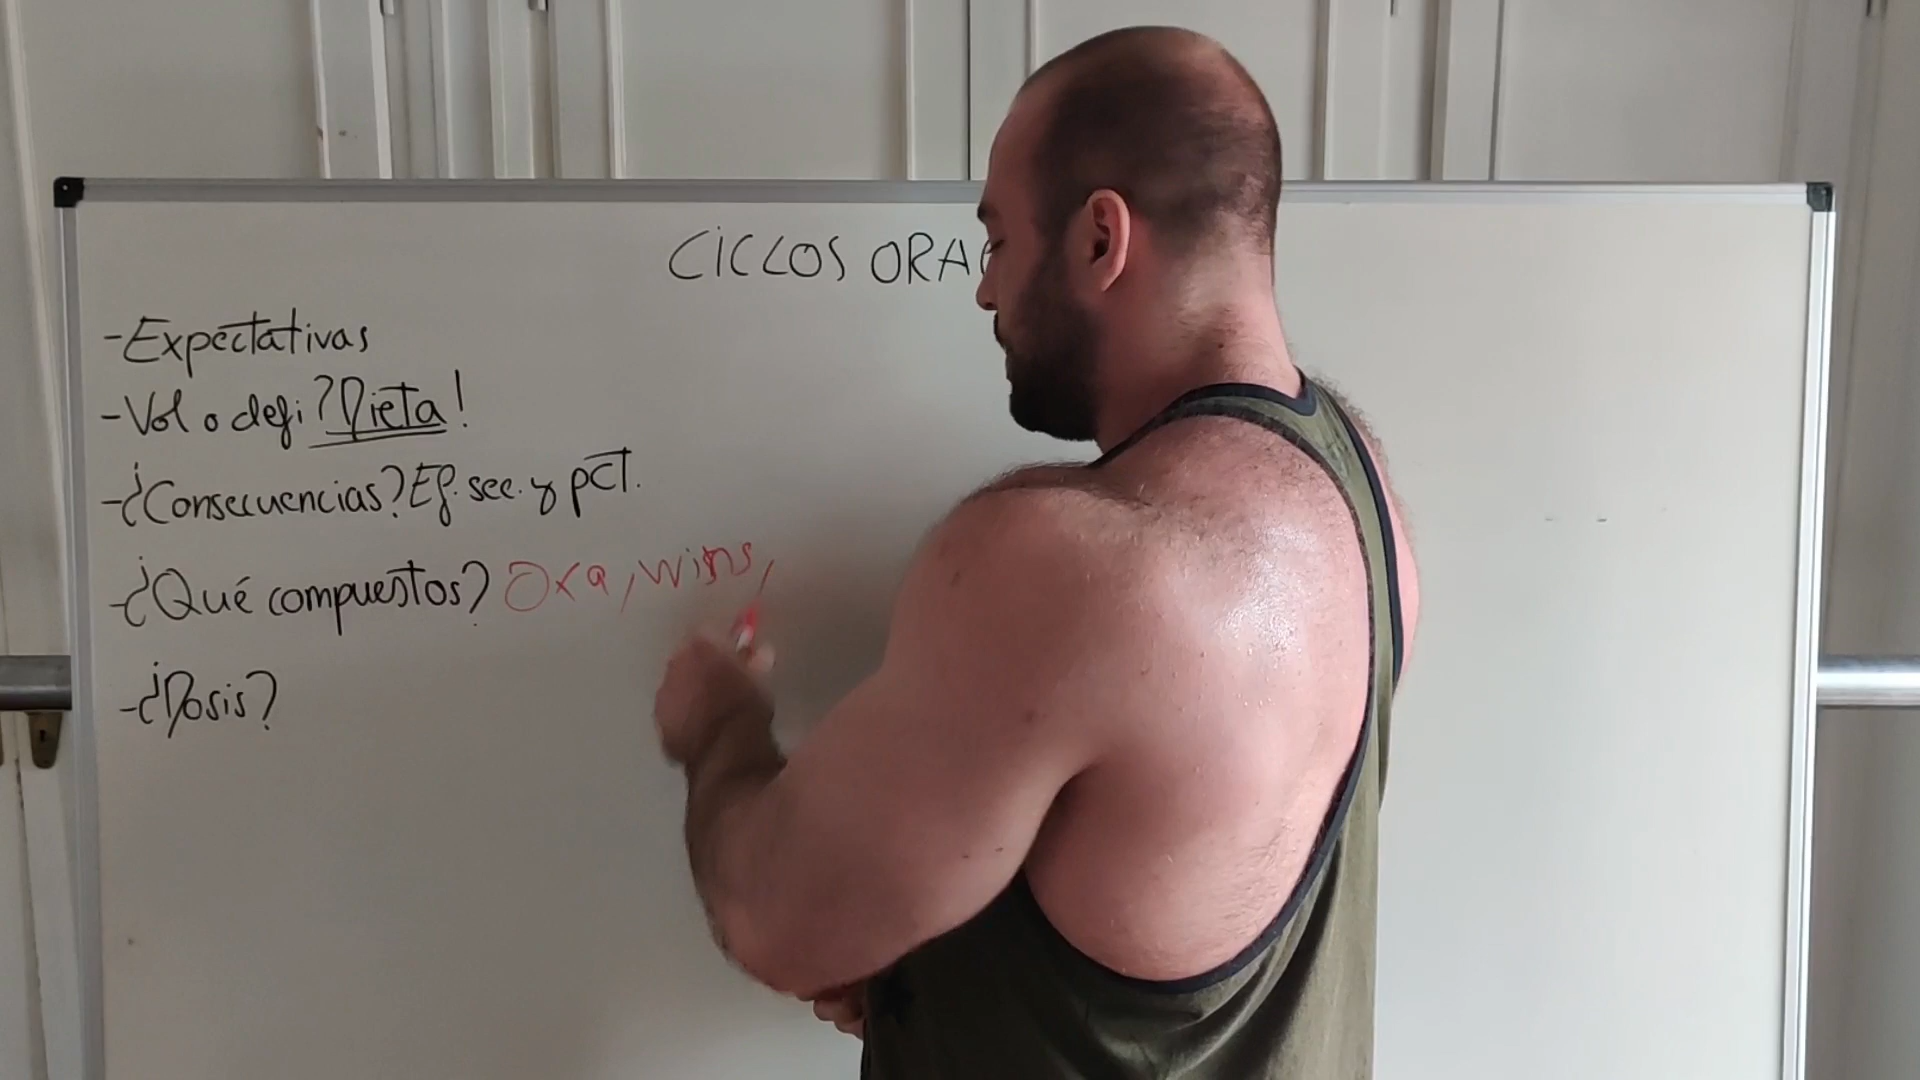 CICLOS ORA
-Expectativas
-Vol o defi? Dieta!
-¿Consecuencias? Ef. sec. y pct.
-¿Qué compuestos? Oxa, wins,
-¿Dosis?